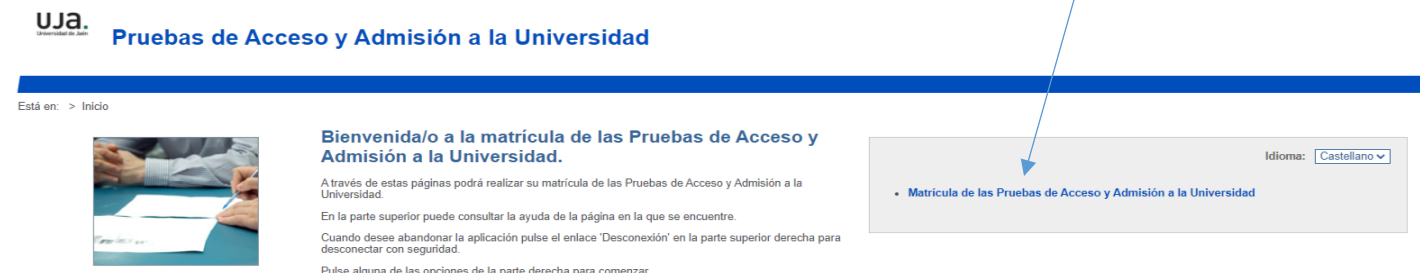 uja.
Universidad de Jaén
Pruebas de Acceso y Admisión a la Universidad
Está en: > Inicio
Bienvenida/o a la matrícula de las Pruebas de Acceso y
Admisión a la Universidad.
A través de estas páginas podrá realizar su matrícula de las Pruebas de Acceso y Admisión a la
Universidad.
En la parte superior puede consultar la ayuda de la página en la que se encuentre.
Cuando desee abandonar la aplicación pulse el enlace 'Desconexión' en la parte superior derecha para
desconectar con seguridad.
Pulse alguna de las opciones de la parte derecha para comenzar.
Idioma: Castellano
• Matrícula de las Pruebas de Acceso y Admisión a la Universidad